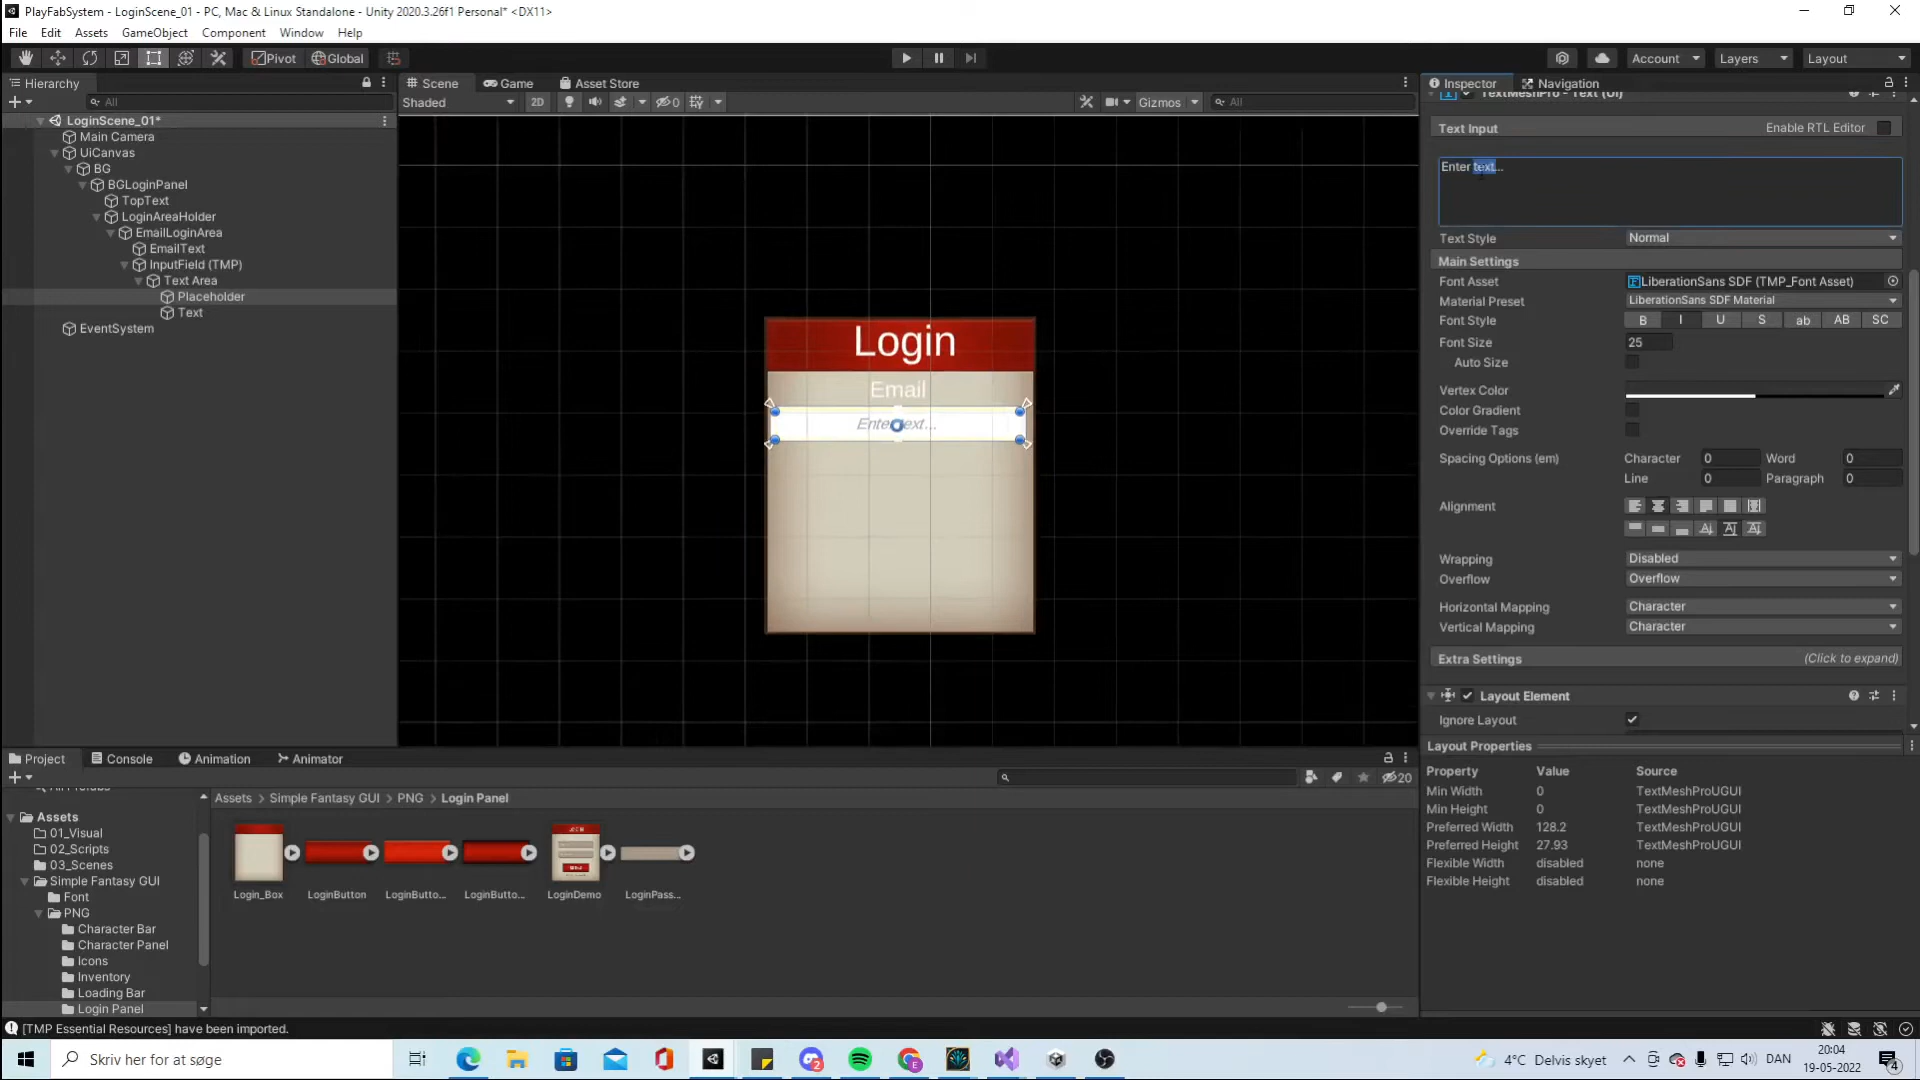 PlayFabSystem - LoginScene_01 - PC, Mac & Linux Standalone - Unity 2020.3.26f1 Personal* <DX11>
File Edit Assets GameObject Component Window Help
Pivot Global Account Layers Layout
Hierarchy Scene Game Asset Store Inspector Navigation
All Shaded 2D 0 Gizmos All TextMeshPro - Text (UI)
LoginScene_01*
Main Camera
UiCanvas
BG
BGLoginPanel
TopText
LoginAreaHolder
EmailLoginArea
EmailText
InputField (TMP)
Text Area
Placeholder
Text
EventSystem
Login
Email
Enter text...
Text Input Enable RTL Editor
Enter text...
Text Style Normal
Main Settings
Font Asset LiberationSans SDF (TMP_Font Asset)
Material Preset LiberationSans SDF Material
Font Style B I U S ab AB SC
Font Size 25
Auto Size
Vertex Color
Color Gradient
Override Tags
Spacing Options (em) Character 0 Word 0
Line 0 Paragraph 0
Alignment
Wrapping Disabled
Overflow Overflow
Horizontal Mapping Character
Vertical Mapping Character
Extra Settings (Click to expand)
Layout Element
Ignore Layout
Layout Properties
Property Value Source
Min Width 0 TextMeshProUGUI
Min Height 0 TextMeshProUGUI
Preferred Width 128.2 TextMeshProUGUI
Preferred Height 27.93 TextMeshProUGUI
Flexible Width disabled none
Flexible Height disabled none
Project Console Animation Animator
20
All Prefabs
Assets
01_Visual
02_Scripts
03_Scenes
Simple Fantasy GUI
Font
PNG
Character Bar
Character Panel
Icons
Inventory
Loading Bar
Login Panel
Assets > Simple Fantasy GUI > PNG > Login Panel
Login_Box LoginButton LoginButto... LoginButto... LoginDemo LoginPass...
[TMP Essential Resources] have been imported.
Skriv her for at søge
2
4°C Delvis skyet DAN
20:04
19-05-2022
4